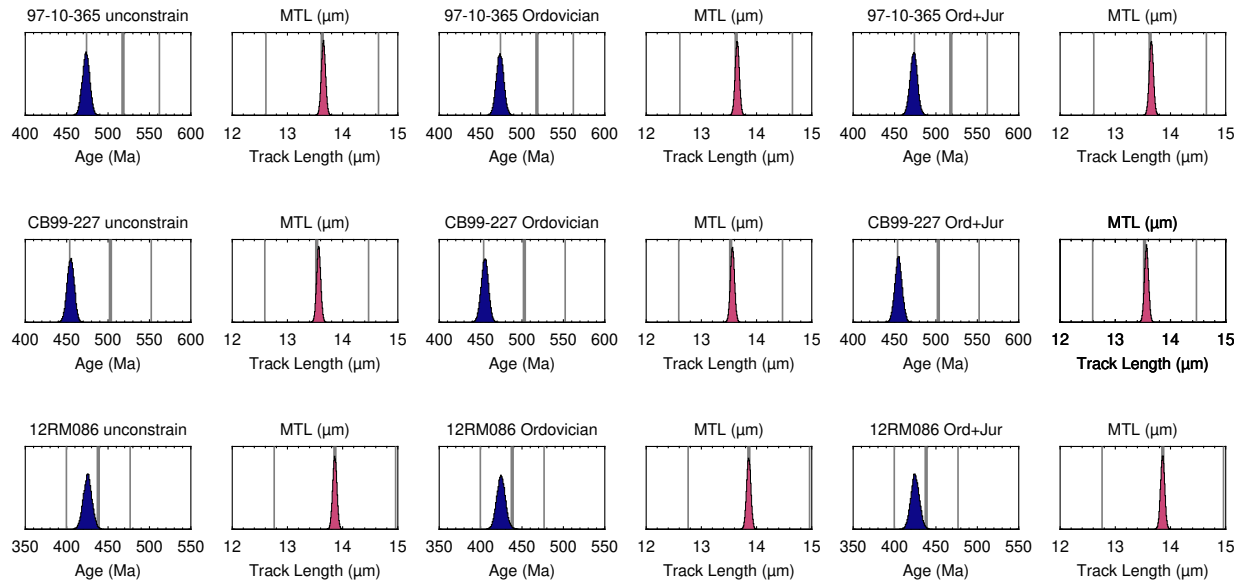 97-10-365 unconstrain MTL (μm) 97-10-365 Ordovician MTL (μm) 97-10-365 Ord+Jur MTL (μm)
400 450 500 550 600 12 13 14 15 400 450 500 550 600 12 13 14 15 400 450 500 550 600 12 13 14 15
Age (Ma) Track Length (μm) Age (Ma) Track Length (μm) Age (Ma) Track Length (μm)
CB99-227 unconstrain MTL (μm) CB99-227 Ordovician MTL (μm) CB99-227 Ord+Jur MTL (μm)
400 450 500 550 600 12 13 14 15 400 450 500 550 600 12 13 14 15 400 450 500 550 600 12 13 14 15
Age (Ma) Track Length (μm) Age (Ma) Track Length (μm) Age (Ma) Track Length (μm)
12RM086 unconstrain MTL (μm) 12RM086 Ordovician MTL (μm) 12RM086 Ord+Jur MTL (μm)
350 400 450 500 550 12 13 14 15 350 400 450 500 550 12 13 14 15 350 400 450 500 550 12 13 14 15
Age (Ma) Track Length (μm) Age (Ma) Track Length (μm) Age (Ma) Track Length (μm)